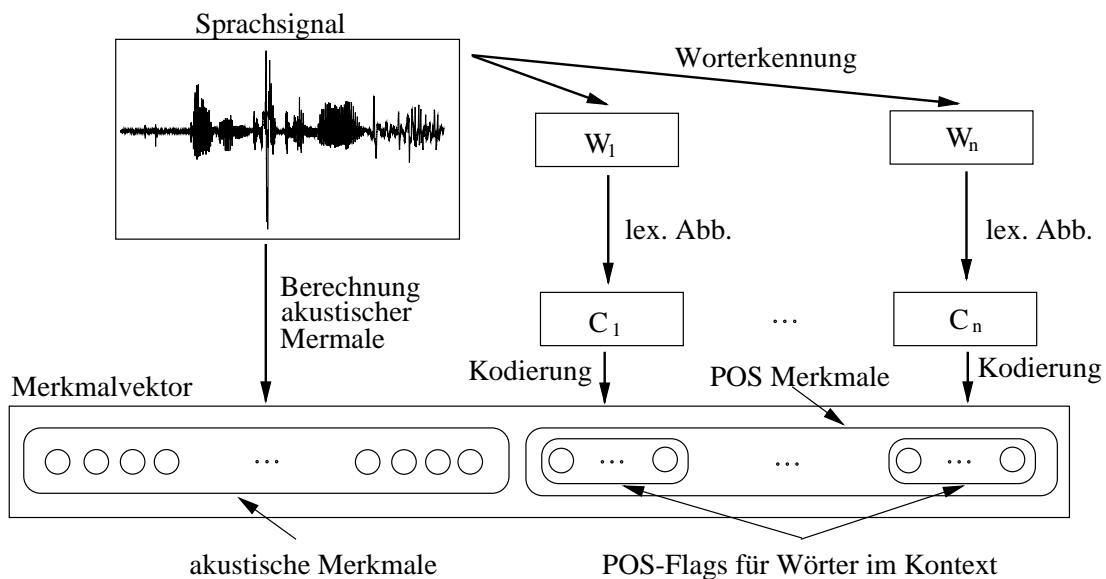 Sprachsignal
Worterkennung
W1
Wn
lex. Abb.
lex. Abb.
Berechnung
akustischer
Mermale
C1
...
Cn
Kodierung
POS Merkmale
Kodierung
Merkmalvektor
...
...
...
...
akustische Merkmale
POS-Flags für Wörter im Kontext